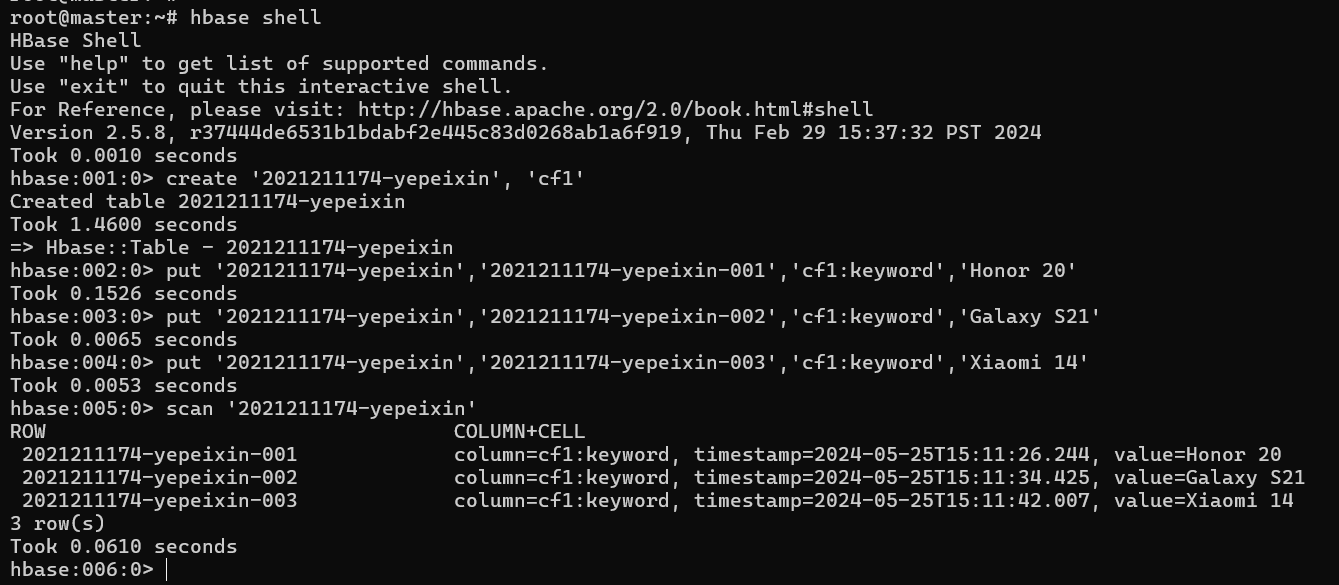 root@master:~# hbase shell
HBase Shell
Use "help" to get list of supported commands.
Use "exit" to quit this interactive shell.
For Reference, please visit: http://hbase.apache.org/2.0/book.html#shell
Version 2.5.8, r37444de6531b1bdabf2e445c83d0268ab1a6f919, Thu Feb 29 15:37:32 PST 2024
Took 0.0010 seconds
hbase:001:0> create '2021211174-yepeixin', 'cf1'
Created table 2021211174-yepeixin
Took 1.4600 seconds
=> Hbase::Table - 2021211174-yepeixin
hbase:002:0> put '2021211174-yepeixin','2021211174-yepeixin-001','cf1:keyword','Honor 20'
Took 0.1526 seconds
hbase:003:0> put '2021211174-yepeixin','2021211174-yepeixin-002','cf1:keyword','Galaxy S21'
Took 0.0065 seconds
hbase:004:0> put '2021211174-yepeixin','2021211174-yepeixin-003','cf1:keyword','Xiaomi 14'
Took 0.0053 seconds
hbase:005:0> scan '2021211174-yepeixin'
ROW                                  COLUMN+CELL
 2021211174-yepeixin-001             column=cf1:keyword, timestamp=2024-05-25T15:11:26.244, value=Honor 20
 2021211174-yepeixin-002             column=cf1:keyword, timestamp=2024-05-25T15:11:34.425, value=Galaxy S21
 2021211174-yepeixin-003             column=cf1:keyword, timestamp=2024-05-25T15:11:42.007, value=Xiaomi 14
3 row(s)
Took 0.0610 seconds
hbase:006:0>